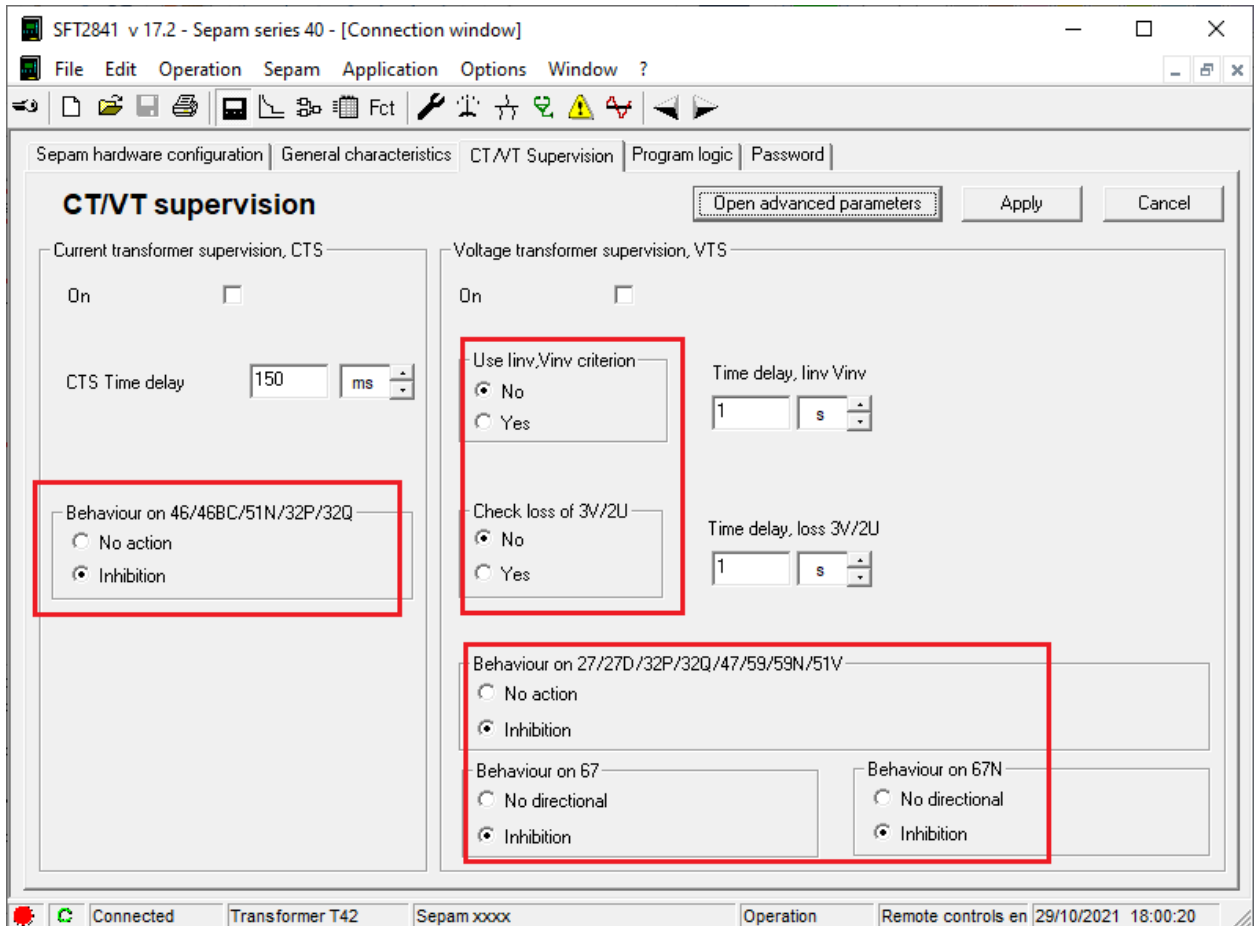 SFT2841 v 17.2 - Sepam series 40 - [Connection window]
File Edit Operation Sepam Application Options Window ?
Fct
Sepam hardware configuration General characteristics CT/VT Supervision Program logic Password
CT/VT supervision
Open advanced parameters Apply Cancel
Current transformer supervision, CTS
On
CTS Time delay 150 ms
Behaviour on 46/46BC/51N/32P/32Q
No action
Inhibition
Voltage transformer supervision, VTS
On
Use Iinv,Vinv criterion
No
Yes
Time delay, Iinv Vinv
1 s
Check loss of 3V/2U
No
Yes
Time delay, loss 3V/2U
1 s
Behaviour on 27/27D/32P/32Q/47/59/59N/51V
No action
Inhibition
Behaviour on 67
No directional
Inhibition
Behaviour on 67N
No directional
Inhibition
Connected Transformer T42 Sepam xxxx Operation Remote controls en 29/10/2021 18:00:20